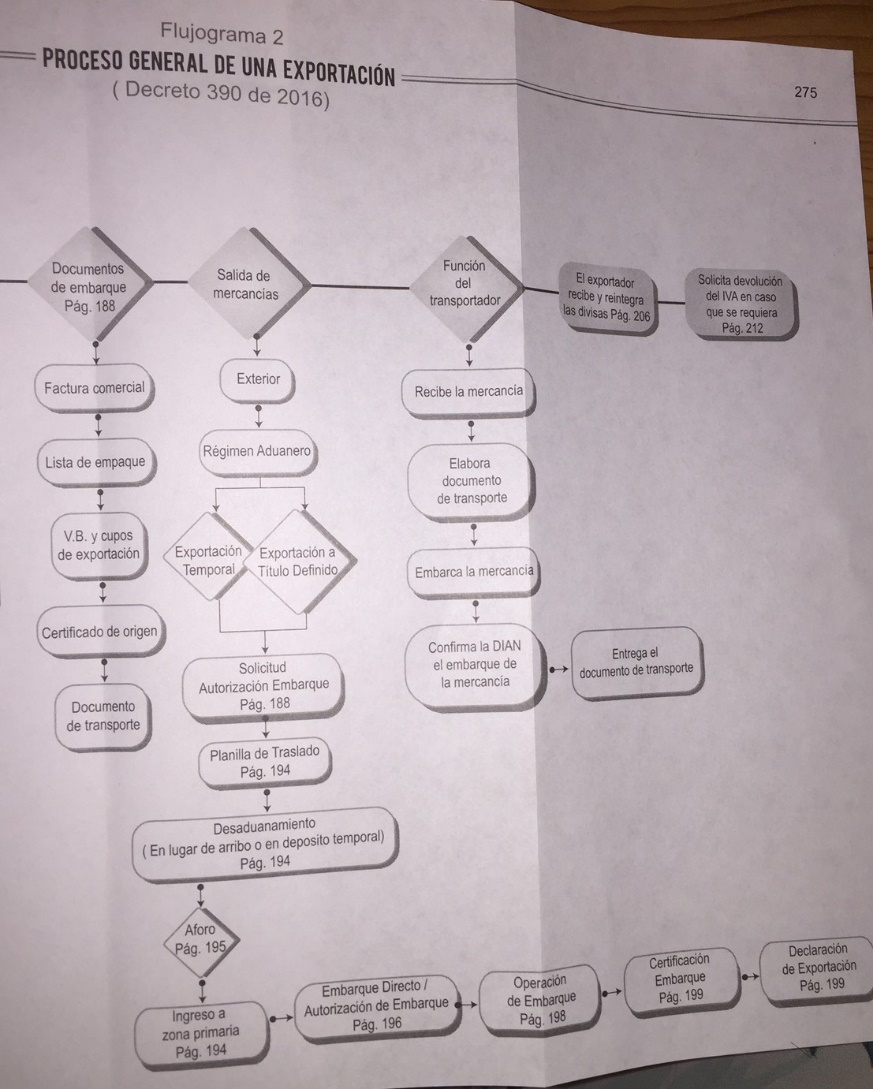 Flujograma 2
PROCESO GENERAL DE UNA EXPORTACIÓN
( Decreto 390 de 2016)
275
Documentos
de embarque
Pág. 188
Salida de
mercancias
Función
del
transportador
El exportador
recibe y reintegra
las divisas Pág. 206
Solicita devolución
del IVA en caso
que se requiera
Pág. 212
Factura comercial
Lista de empaque
V.B. y cupos
de exportación
Certificado de origen
Documento
de transporte
Exterior
Régimen Aduanero
Exportación
Temporal
Exportación a
Titulo Definido
Solicitud
Autorización Embarque
Pág. 188
Planilla de Traslado
Pág. 194
Desaduanamiento
( En lugar de arribo o en deposito temporal)
Pág. 194
Aforo
Pág. 195
Ingreso a
zona primaria
Pág. 194
Embarque Directo /
Autorización de Embarque
Pág. 196
Operación
de Embarque
Pág. 198
Certificación
Embarque
Pág. 199
Declaración
de Exportación
Pág. 199
Recibe la mercancia
Elabora
documento
de transporte
Embarca la mercancia
Confirma la DIAN
el embarque de
la mercancia
Entrega el
documento de transporte